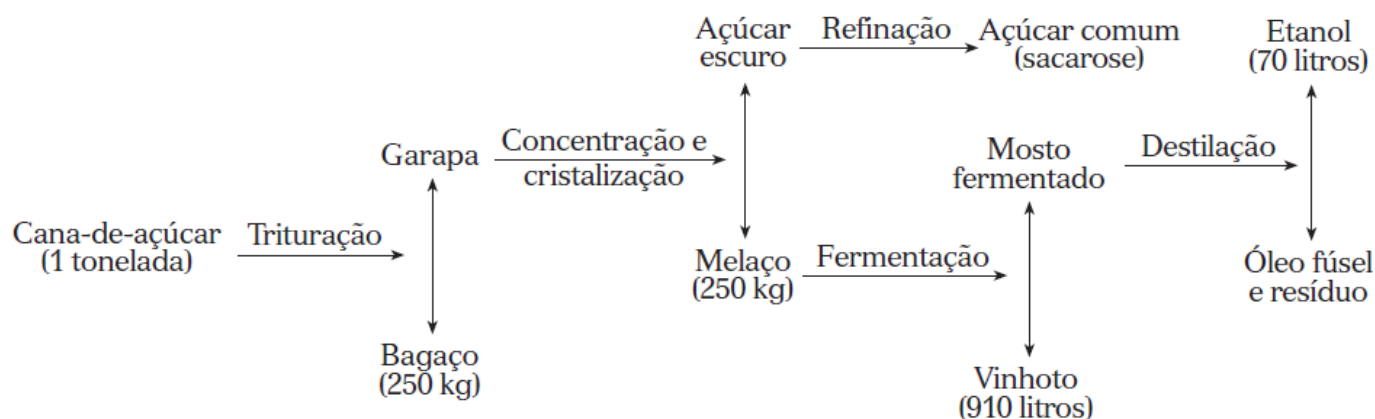 Cana-de-açúcar
(1 tonelada)
Trituração
Garapa
Bagaço
(250 kg)
Concentração e
cristalização
Açúcar
escuro
Refinação
Açúcar comum
(sacarose)
Melaço
(250 kg)
Fermentação
Mosto
fermentado
Vinhoto
(910 litros)
Destilação
Etanol
(70 litros)
Óleo fúsel
e resíduo